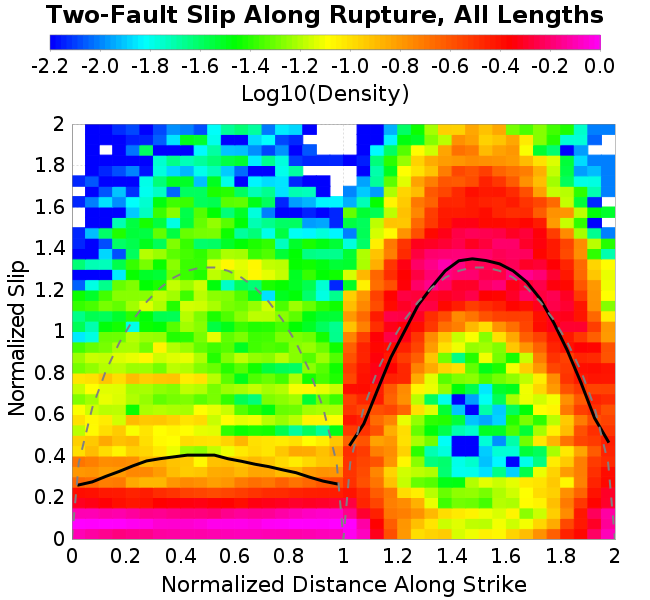 Two-Fault Slip Along Rupture, All Lengths
-2.2 -2.0 -1.8 -1.6 -1.4 -1.2 -1.0 -0.8 -0.6 -0.4 -0.2 0.0
Log10(Density)
2
1.8
1.6
1.4
1.2
1
0.8
0.6
0.4
0.2
0
Normalized Slip
0 0.2 0.4 0.6 0.8 1 1.2 1.4 1.6 1.8 2
Normalized Distance Along Strike